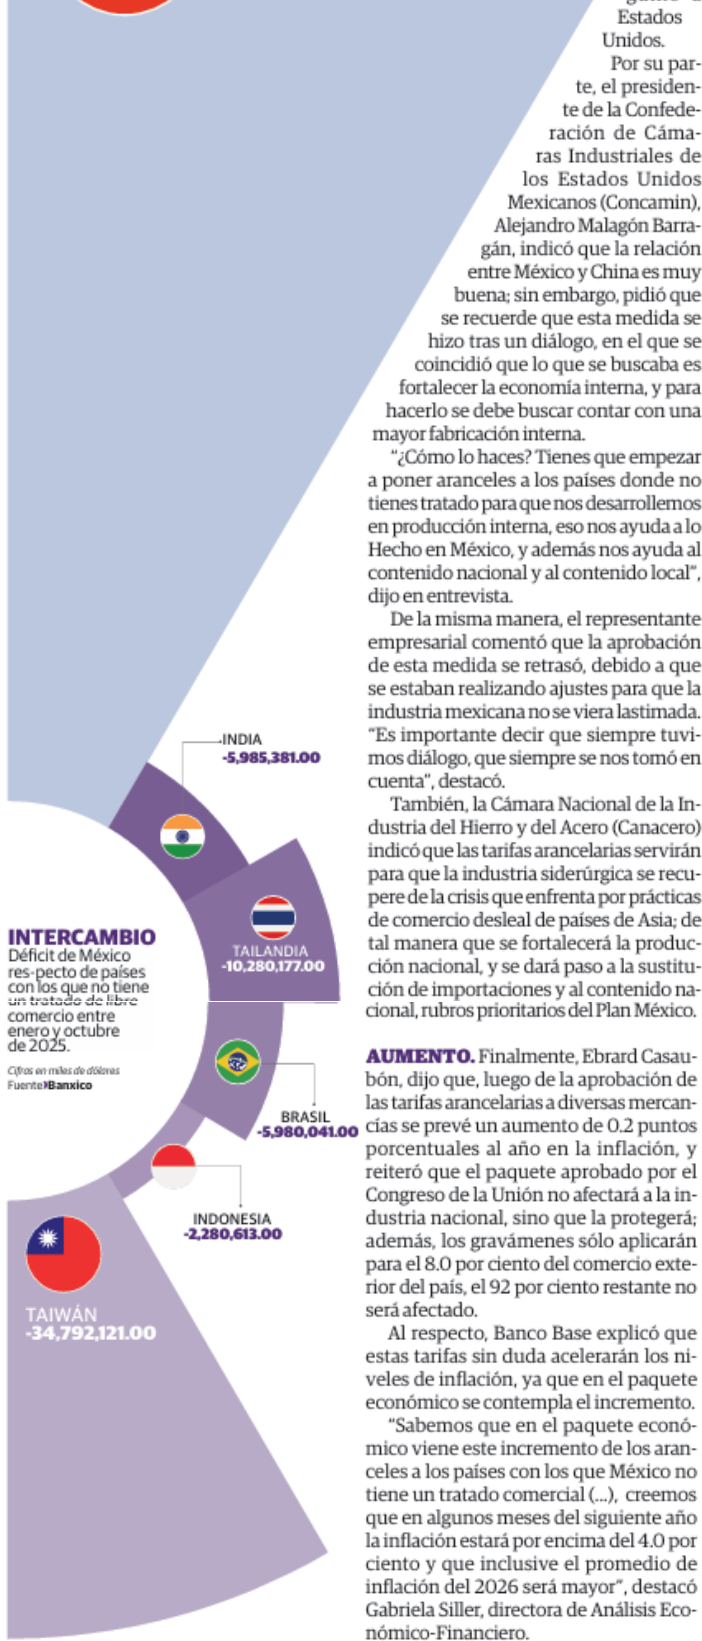 Estados
Unidos.
Por su par-
te, el presiden-
te de la Confede-
ración de Cáma-
ras Industriales de
los Estados Unidos
Mexicanos (Concamin),
Alejandro Malagón Barra-
gán, indicó que la relación
entre México y China es muy
buena; sin embargo, pidió que
se recuerde que esta medida se
hizo tras un diálogo, en el que se
coincidió que lo que se buscaba es
fortalecer la economía interna, y para
hacerlo se debe buscar contar con una
mayor fabricación interna.
"¿Cómo lo haces? Tienes que empezar
a poner aranceles a los países donde no
tienes tratado para que nos desarrollemos
en producción interna, eso nos ayuda a lo
Hecho en México, y además nos ayuda al
contenido nacional y al contenido local",
dijo en entrevista.
De la misma manera, el representante
empresarial comentó que la aprobación
de esta medida se retrasó, debido a que
se estaban realizando ajustes para que la
industria mexicana no se viera lastimada.
"Es importante decir que siempre tuvi-
mos diálogo, que siempre se nos tomó en
cuenta", destacó.
También, la Cámara Nacional de la In-
dustria del Hierro y del Acero (Canacero)
indicó que las tarifas arancelarias servirán
para que la industria siderúrgica se recu-
pere de la crisis que enfrenta por prácticas
de comercio desleal de países de Asia; de
tal manera que se fortalecerá la produc-
ción nacional, y se dará paso a la sustitu-
ción de importaciones y al contenido na-
cional, rubros prioritarios del Plan México.
AUMENTO. Finalmente, Ebrard Casau-
bón, dijo que, luego de la aprobación de
las tarifas arancelarias a diversas mercan-
cías se prevé un aumento de 0.2 puntos
porcentuales al año en la inflación, y
reiteró que el paquete aprobado por el
Congreso de la Unión no afectará a la in-
dustria nacional, sino que la protegerá;
además, los gravámenes sólo aplicarán
para el 8.0 por ciento del comercio exte-
rior del país, el 92 por ciento restante no
será afectado.
Al respecto, Banco Base explicó que
estas tarifas sin duda acelerarán los ni-
veles de inflación, ya que en el paquete
económico se contempla el incremento.
"Sabemos que en el paquete econó-
mico viene este incremento de los aran-
celes a los países con los que México no
tiene un tratado comercial (...), creemos
que en algunos meses del siguiente año
la inflación estará por encima del 4.0 por
ciento y que inclusive el promedio de
inflación del 2026 será mayor", destacó
Gabriela Siller, directora de Análisis Eco-
nómico-Financiero.
INDIA
-5,985,381.00
TAILANDIA
-10,280,177.00
INTERCAMBIO
Déficit de México
res-pecto de países
con los que no tiene
un tratado de libre
comercio entre
enero y octubre
de 2025.
Cifras en miles de dólares
Fuente›Banxico
BRASIL
-5,980,041.00
INDONESIA
-2,280,613.00
TAIWÁN
-34,792,121.00